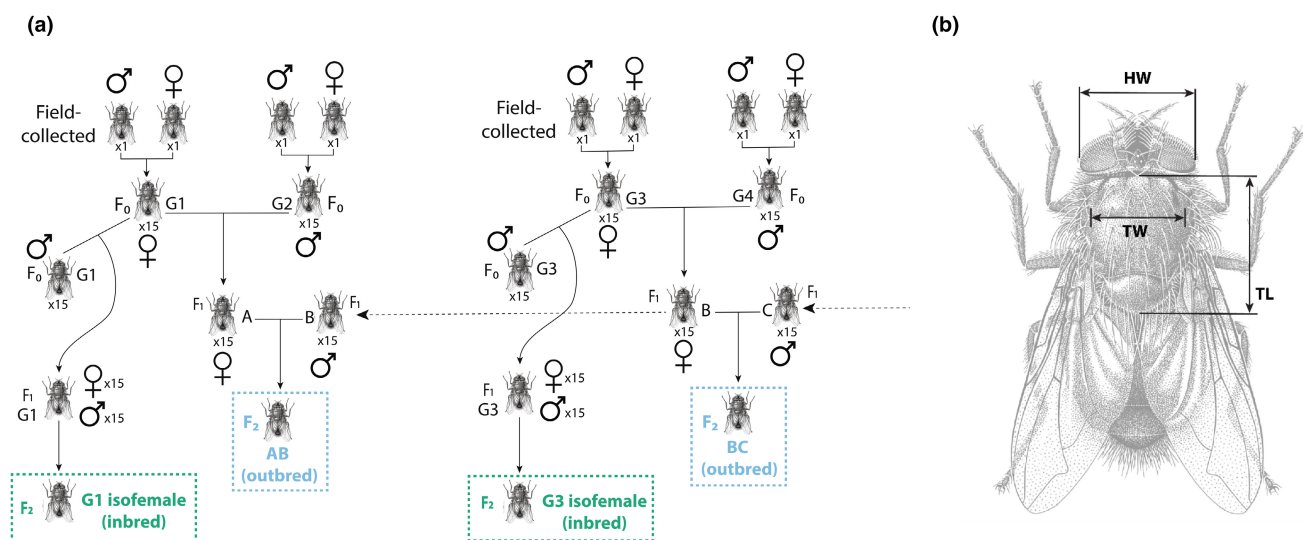 (a)
(b)
♂ ♀ ♂ ♀
Field-
collected
x1 x1 x1 x1
F₀ G1 G2 F₀
x15 x15
♀ ♂
♂
F₀ G1
x15
F₁ A B F₁
x15 x15
♀ ♂
F₁
G1
♀x15
♂x15
F₂
AB
(outbred)
F₂ G1 isofemale
(inbred)
♂ ♀ ♂ ♀
Field-
collected
x1 x1 x1 x1
F₀ G3 G4 F₀
x15 x15
♀ ♂
♂
F₀ G3
x15
F₁ B C F₁
x15 x15
♀ ♂
F₁
G3
♀x15
♂x15
F₂
BC
(outbred)
F₂ G3 isofemale
(inbred)
HW
TW
TL